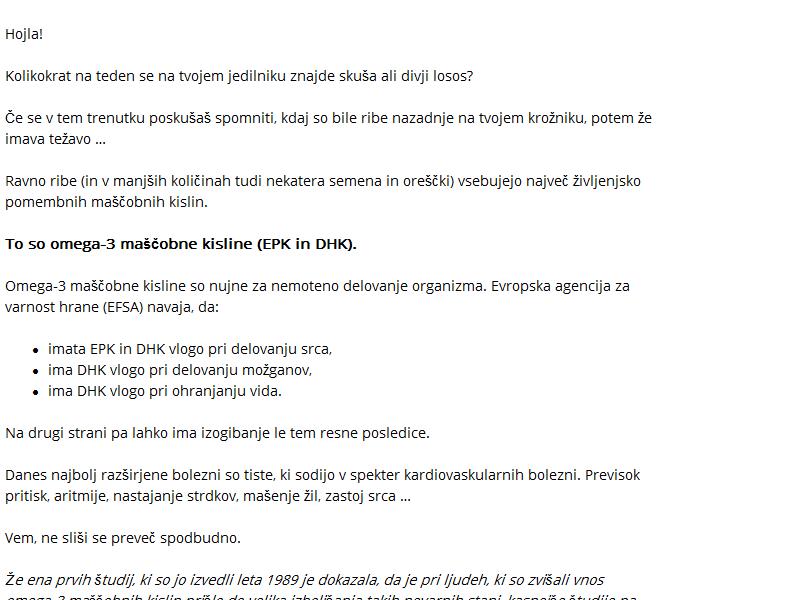 Hojla!
Kolikokrat na teden se na tvojem jedilniku znajde skuša ali divji losos?
Če se v tem trenutku poskušaš spomniti, kdaj so bile ribe nazadnje na tvojem krožniku, potem že
imava težavo ...
Ravno ribe (in v manjših količinah tudi nekatera semena in oreščki) vsebujejo največ življenjsko
pomembnih maščobnih kislin.
To so omega-3 maščobne kisline (EPK in DHK).
Omega-3 maščobne kisline so nujne za nemoteno delovanje organizma. Evropska agencija za
varnost hrane (EFSA) navaja, da:
• imata EPK in DHK vlogo pri delovanju srca,
• ima DHK vlogo pri delovanju možganov,
• ima DHK vlogo pri ohranjanju vida.
Na drugi strani pa lahko ima izogibanje le tem resne posledice.
Danes najbolj razširjene bolezni so tiste, ki sodijo v spekter kardiovaskularnih bolezni. Previsok
pritisk, aritmije, nastajanje strdkov, mašenje žil, zastoj srca ...
Vem, ne sliši se preveč spodbudno.
Že ena prvih študij, ki so jo izvedli leta 1989 je dokazala, da je pri ljudeh, ki so zvišali vnos